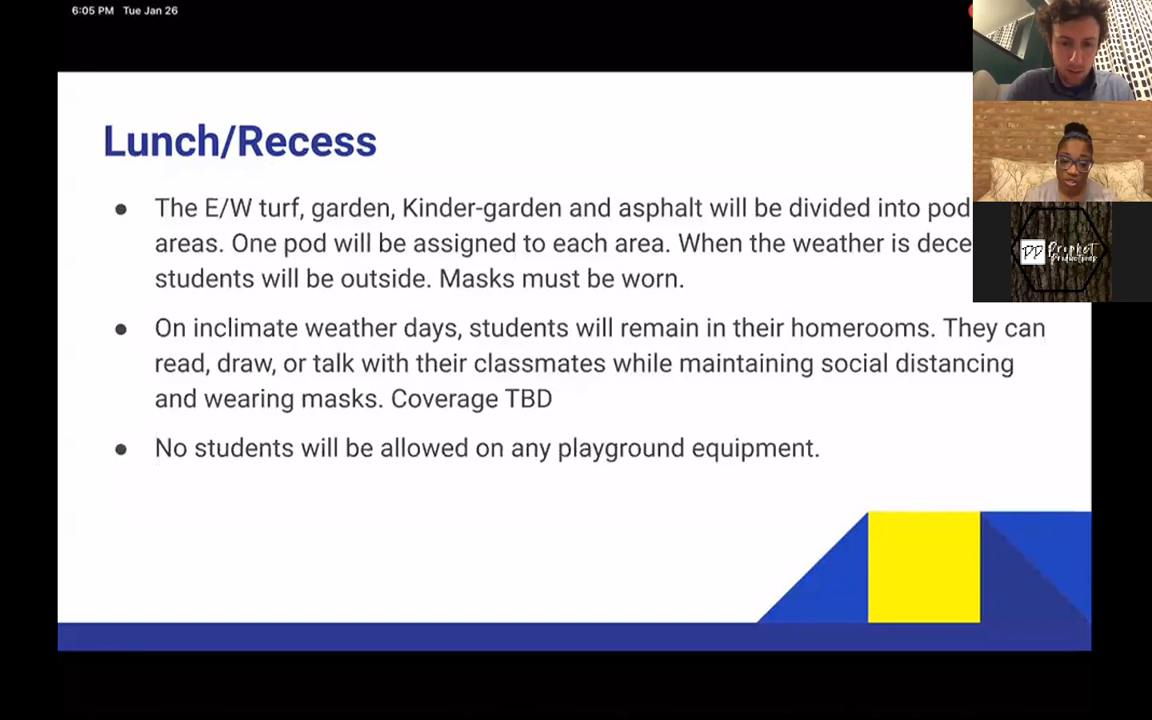 6:05 PM Tue Jan 26
Lunch/Recess
● The E/W turf, garden, Kinder-garden and asphalt will be divided into pod
areas. One pod will be assigned to each area. When the weather is dece
students will be outside. Masks must be worn.
● On inclimate weather days, students will remain in their homerooms. They can
read, draw, or talk with their classmates while maintaining social distancing
and wearing masks. Coverage TBD
● No students will be allowed on any playground equipment.
Prophet
Productions